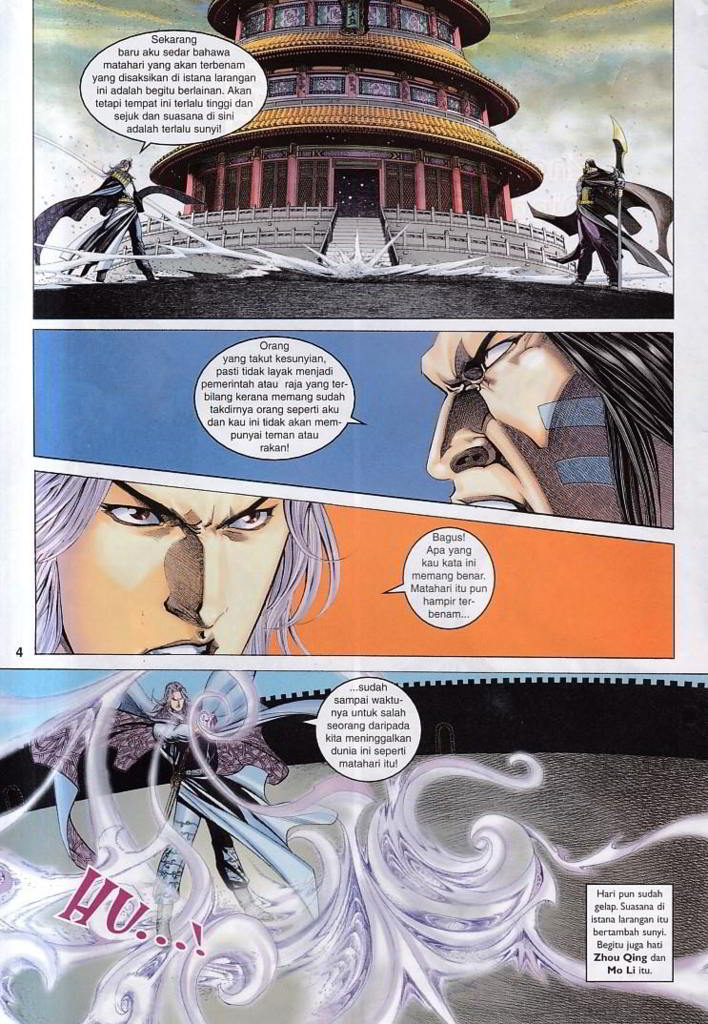 Sekarang
baru aku sedar bahawa
matahari yang akan terbenam
yang disaksikan di istana larangan
ini adalah begitu berlainan. Akan
tetapi tempat ini terlalu tinggi dan
sejuk dan suasana di sini
adalah terlalu sunyi!
Orang
yang takut kesunyian,
pasti tidak layak menjadi
pemerintah atau raja yang ter-
bilang kerana memang sudah
takdirnya orang seperti aku
dan kau ini tidak akan mem-
punyai teman atau
rakan!
Bagus!
Apa yang
kau kata ini
memang benar.
Matahari itu pun
hampir ter-
benam...
4
...sudah
sampai waktu-
nya untuk salah
seorang daripada
kita meninggalkan
dunia ini seperti
matahari itu!
HU...!
Hari pun sudah
gelap. Suasana di
istana larangan itu
bertambah sunyi.
Begitu juga hati
Zhou Qing dan
Mo Li itu.